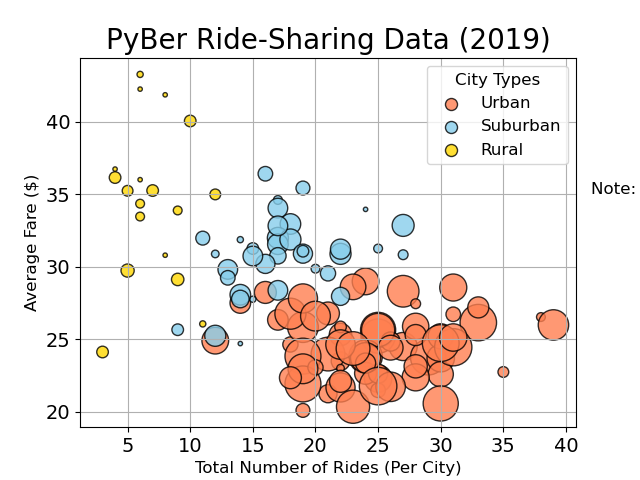 PyBer Ride-Sharing Data (2019)
City Types
Urban
Suburban
Rural
Note:
Average Fare ($)
40
35
30
25
20
5 10 15 20 25 30 35 40
Total Number of Rides (Per City)